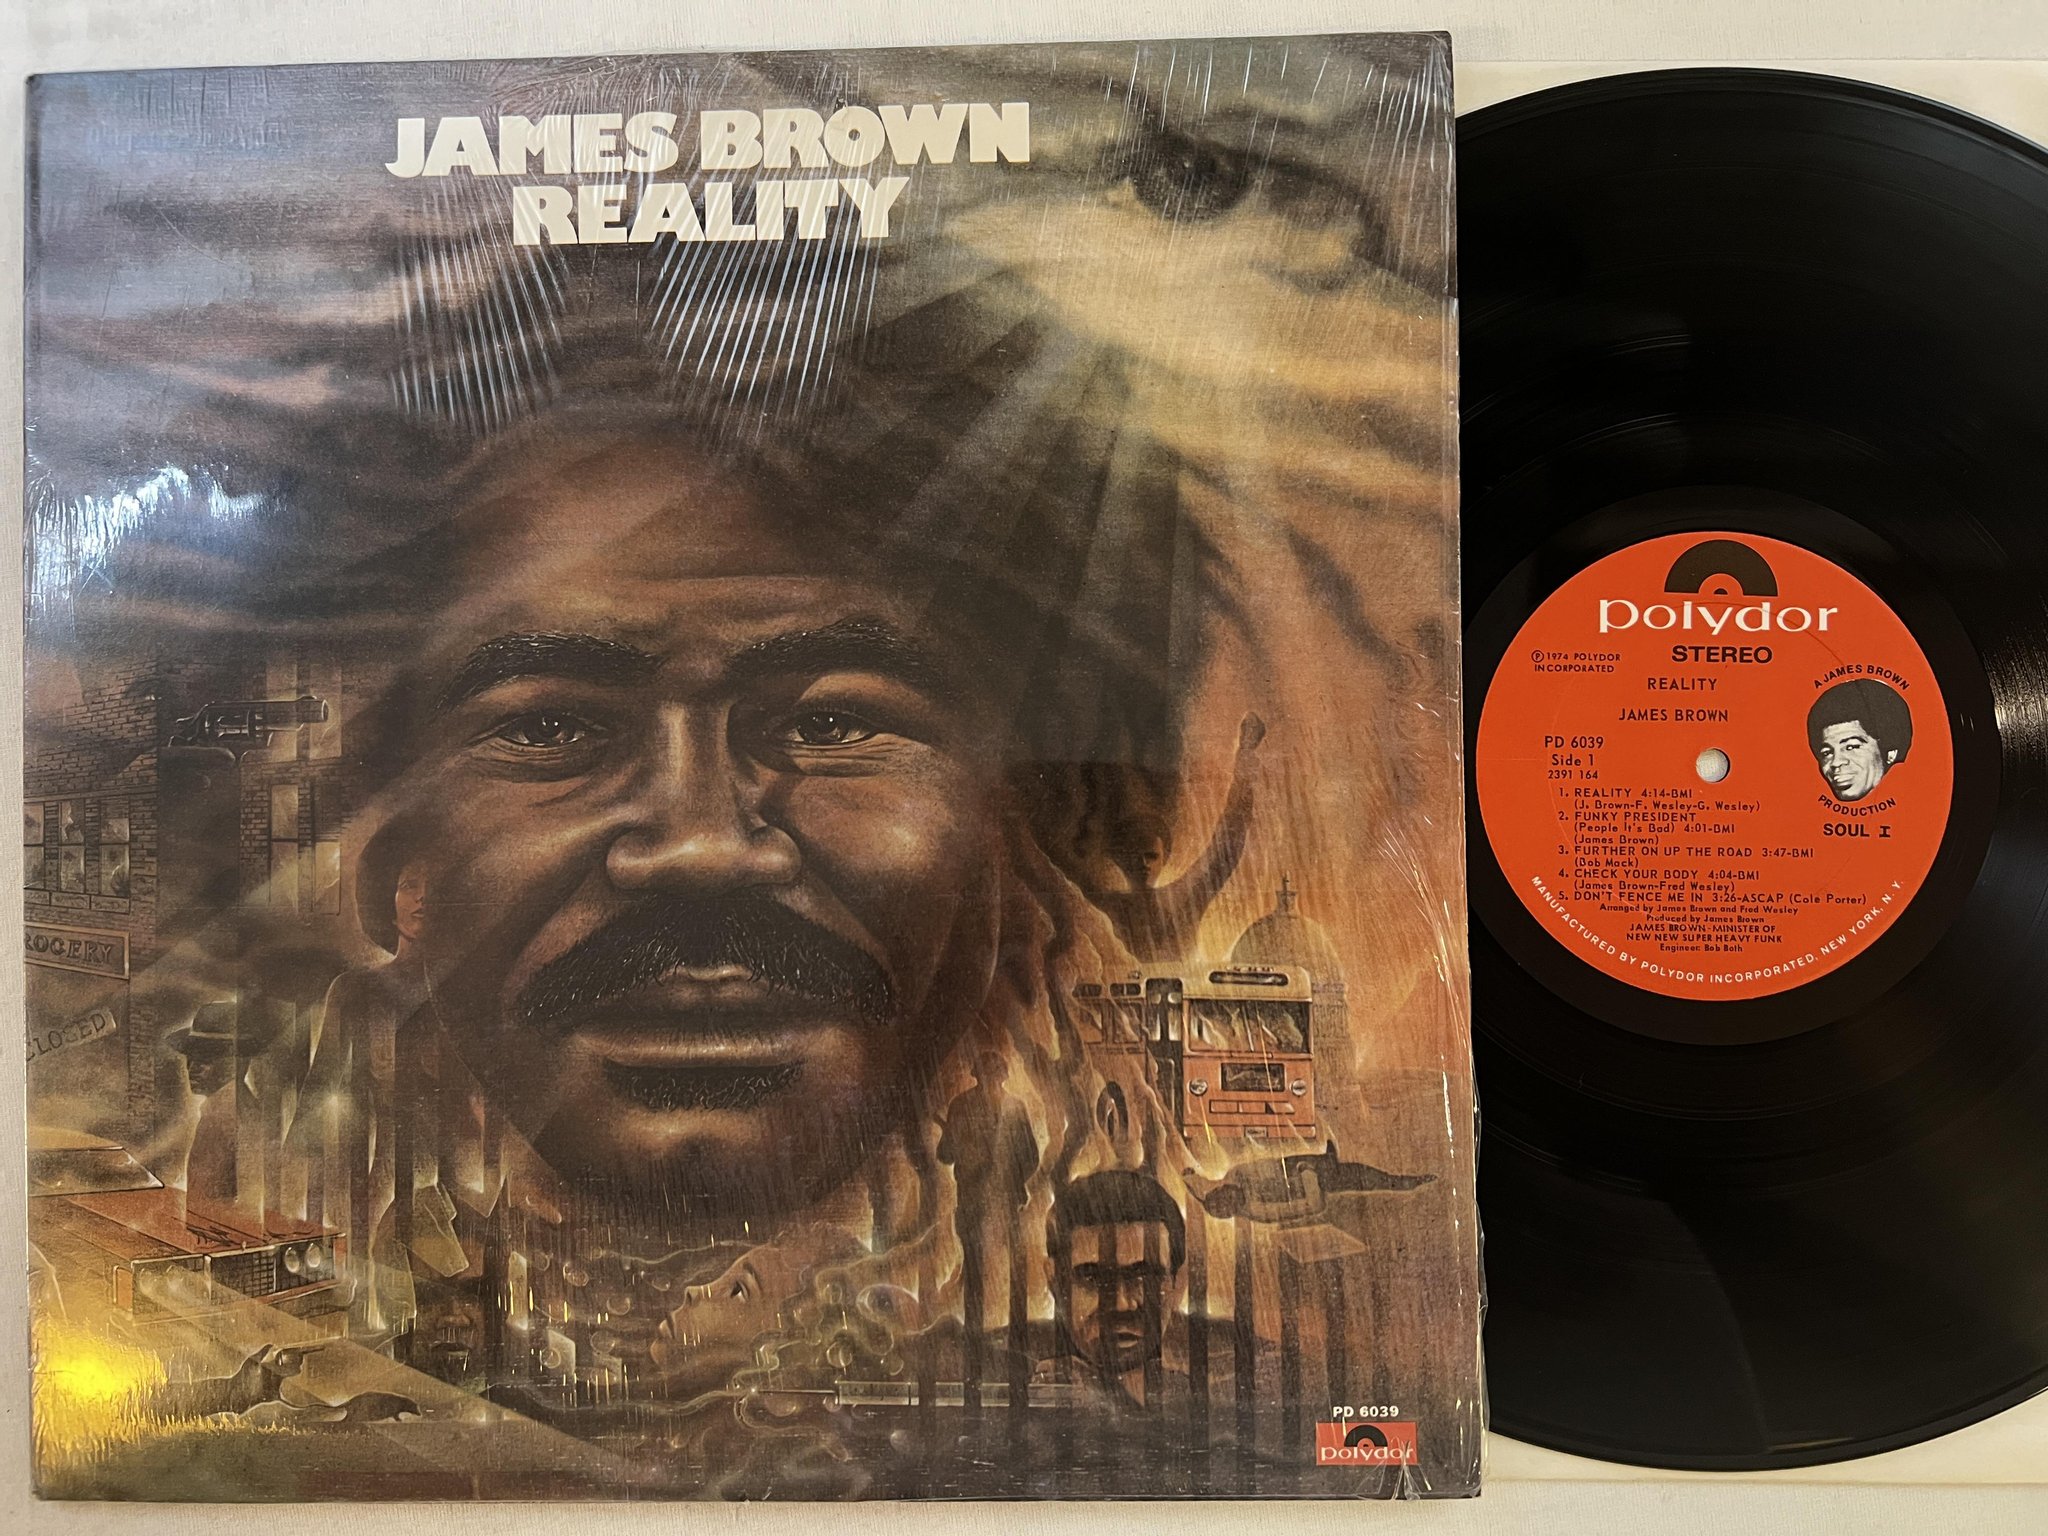 JAMES BROWN
REALITY
ROCERY
CLOSED
PD 6039
polydor
polydor
STEREO
Ⓟ 1974 POLYDOR
INCORPORATED
REALITY
JAMES BROWN
PD 6039
Side 1
2391 164
A JAMES BROWN
PRODUCTION
SOUL I
1. REALITY 4:14-BMI
(J. Brown-F. Wesley-G. Wesley)
2. FUNKY PRESIDENT
(People It's Bad) 4:01-BMI
(James Brown)
3. FURTHER ON UP THE ROAD 3:47-BMI
(Bob Mack)
4. CHECK YOUR BODY 4:04-BMI
(James Brown-Fred Wesley)
5. DON'T FENCE ME IN 3:26-ASCAP (Cole Porter)
Arranged by James Brown and Fred Wesley
Produced by James Brown
JAMES BROWN - MINISTER OF
NEW NEW SUPER HEAVY FUNK
Engineer: Bob Both
MANUFACTURED BY POLYDOR INCORPORATED, NEW YORK, N.Y.